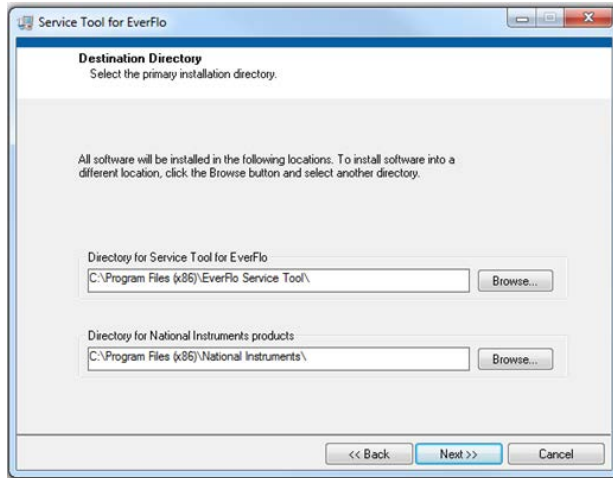 Service Tool for EverFlo
Destination Directory
Select the primary installation directory.
All software will be installed in the following locations. To install software into a
different location, click the Browse button and select another directory.
Directory for Service Tool for EverFlo
C:\Program Files (x86)\EverFlo Service Tool\
Browse...
Directory for National Instruments products
C:\Program Files (x86)\National Instruments\
Browse...
<< Back
Next >>
Cancel